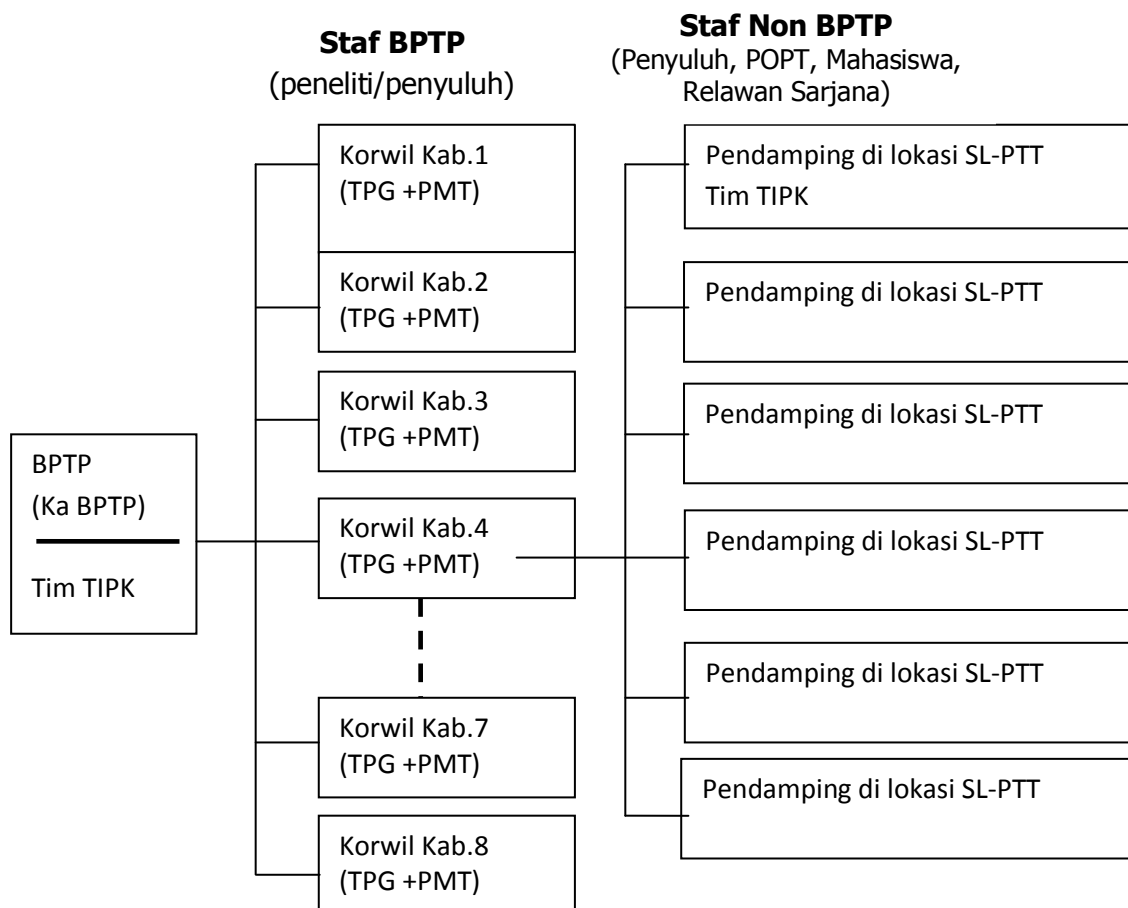 Staf BPTP
(peneliti/penyuluh)
Staf Non BPTP
(Penyuluh, POPT, Mahasiswa,
Relawan Sarjana)
BPTP
(Ka BPTP)
Tim TIPK
Korwil Kab.1
(TPG +PMT)
Korwil Kab.2
(TPG +PMT)
Korwil Kab.3
(TPG +PMT)
Korwil Kab.4
(TPG +PMT)
Korwil Kab.7
(TPG +PMT)
Korwil Kab.8
(TPG +PMT)
Pendamping di lokasi SL-PTT
Tim TIPK
Pendamping di lokasi SL-PTT
Pendamping di lokasi SL-PTT
Pendamping di lokasi SL-PTT
Pendamping di lokasi SL-PTT
Pendamping di lokasi SL-PTT